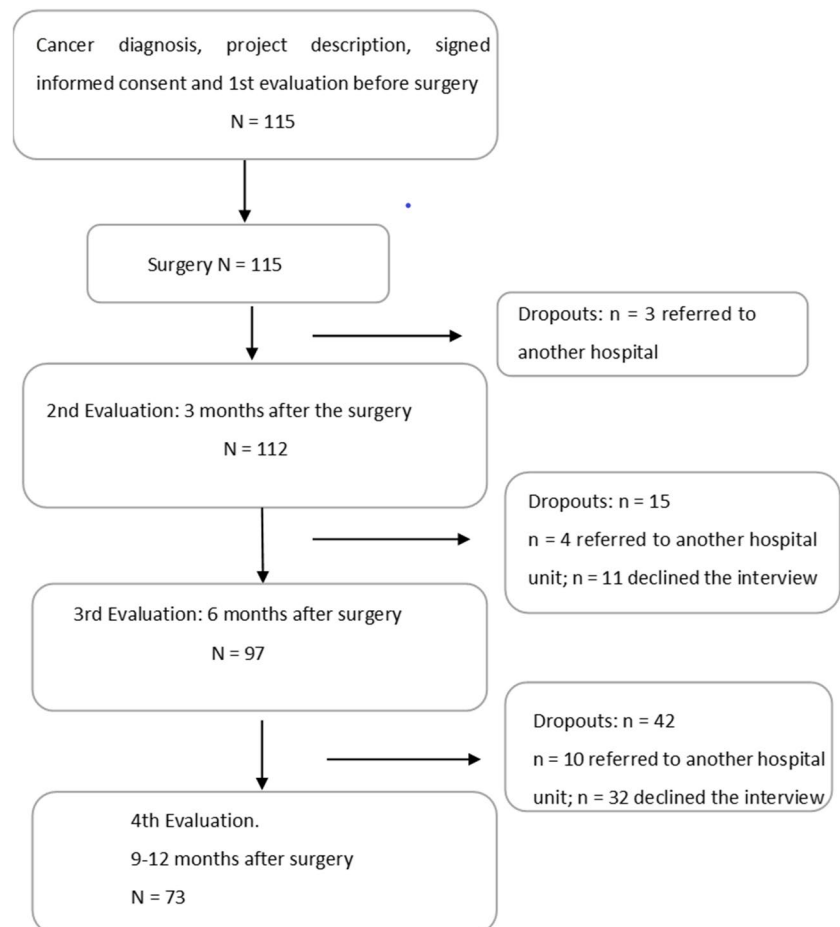 Cancer diagnosis, project description, signed
informed consent and 1st evaluation before surgery
N = 115
Surgery N = 115
Dropouts: n = 3 referred to
another hospital
2nd Evaluation: 3 months after the surgery
N = 112
Dropouts: n = 15
n = 4 referred to another hospital
unit; n = 11 declined the interview
3rd Evaluation: 6 months after surgery
N = 97
Dropouts: n = 42
n = 10 referred to another hospital
unit; n = 32 declined the interview
4th Evaluation.
9-12 months after surgery
N = 73